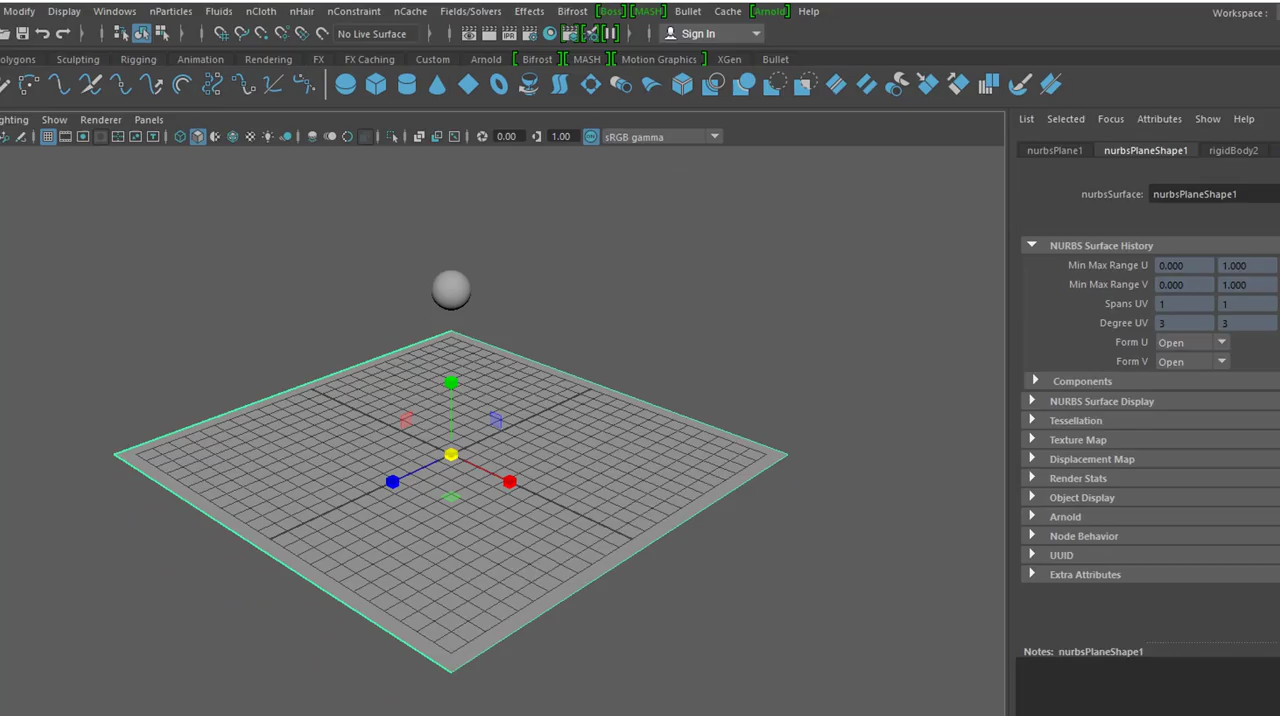 Modify Display Windows nParticles Fluids nCloth nHair nConstraint nCache Fields/Solvers Effects Bifrost [Boss] [MASH] Bullet Cache [Arnold] Help
Workspace :
IPR No Live Surface Sign In
olygons Sculpting Rigging Animation Rendering FX FX Caching Custom Arnold [ Bifrost ] [ MASH ] [ Motion Graphics ] XGen Bullet
ghting Show Renderer Panels
0.00 1.00 ON sRGB gamma
List Selected Focus Attributes Show Help
nurbsPlane1 nurbsPlaneShape1 rigidBody2
nurbsSurface: nurbsPlaneShape1
NURBS Surface History
Min Max Range U 0.000 1.000
Min Max Range V 0.000 1.000
Spans UV 1 1
Degree UV 3 3
Form U Open
Form V Open
Components
NURBS Surface Display
Tessellation
Texture Map
Displacement Map
Render Stats
Object Display
Arnold
Node Behavior
UUID
Extra Attributes
Notes: nurbsPlaneShape1